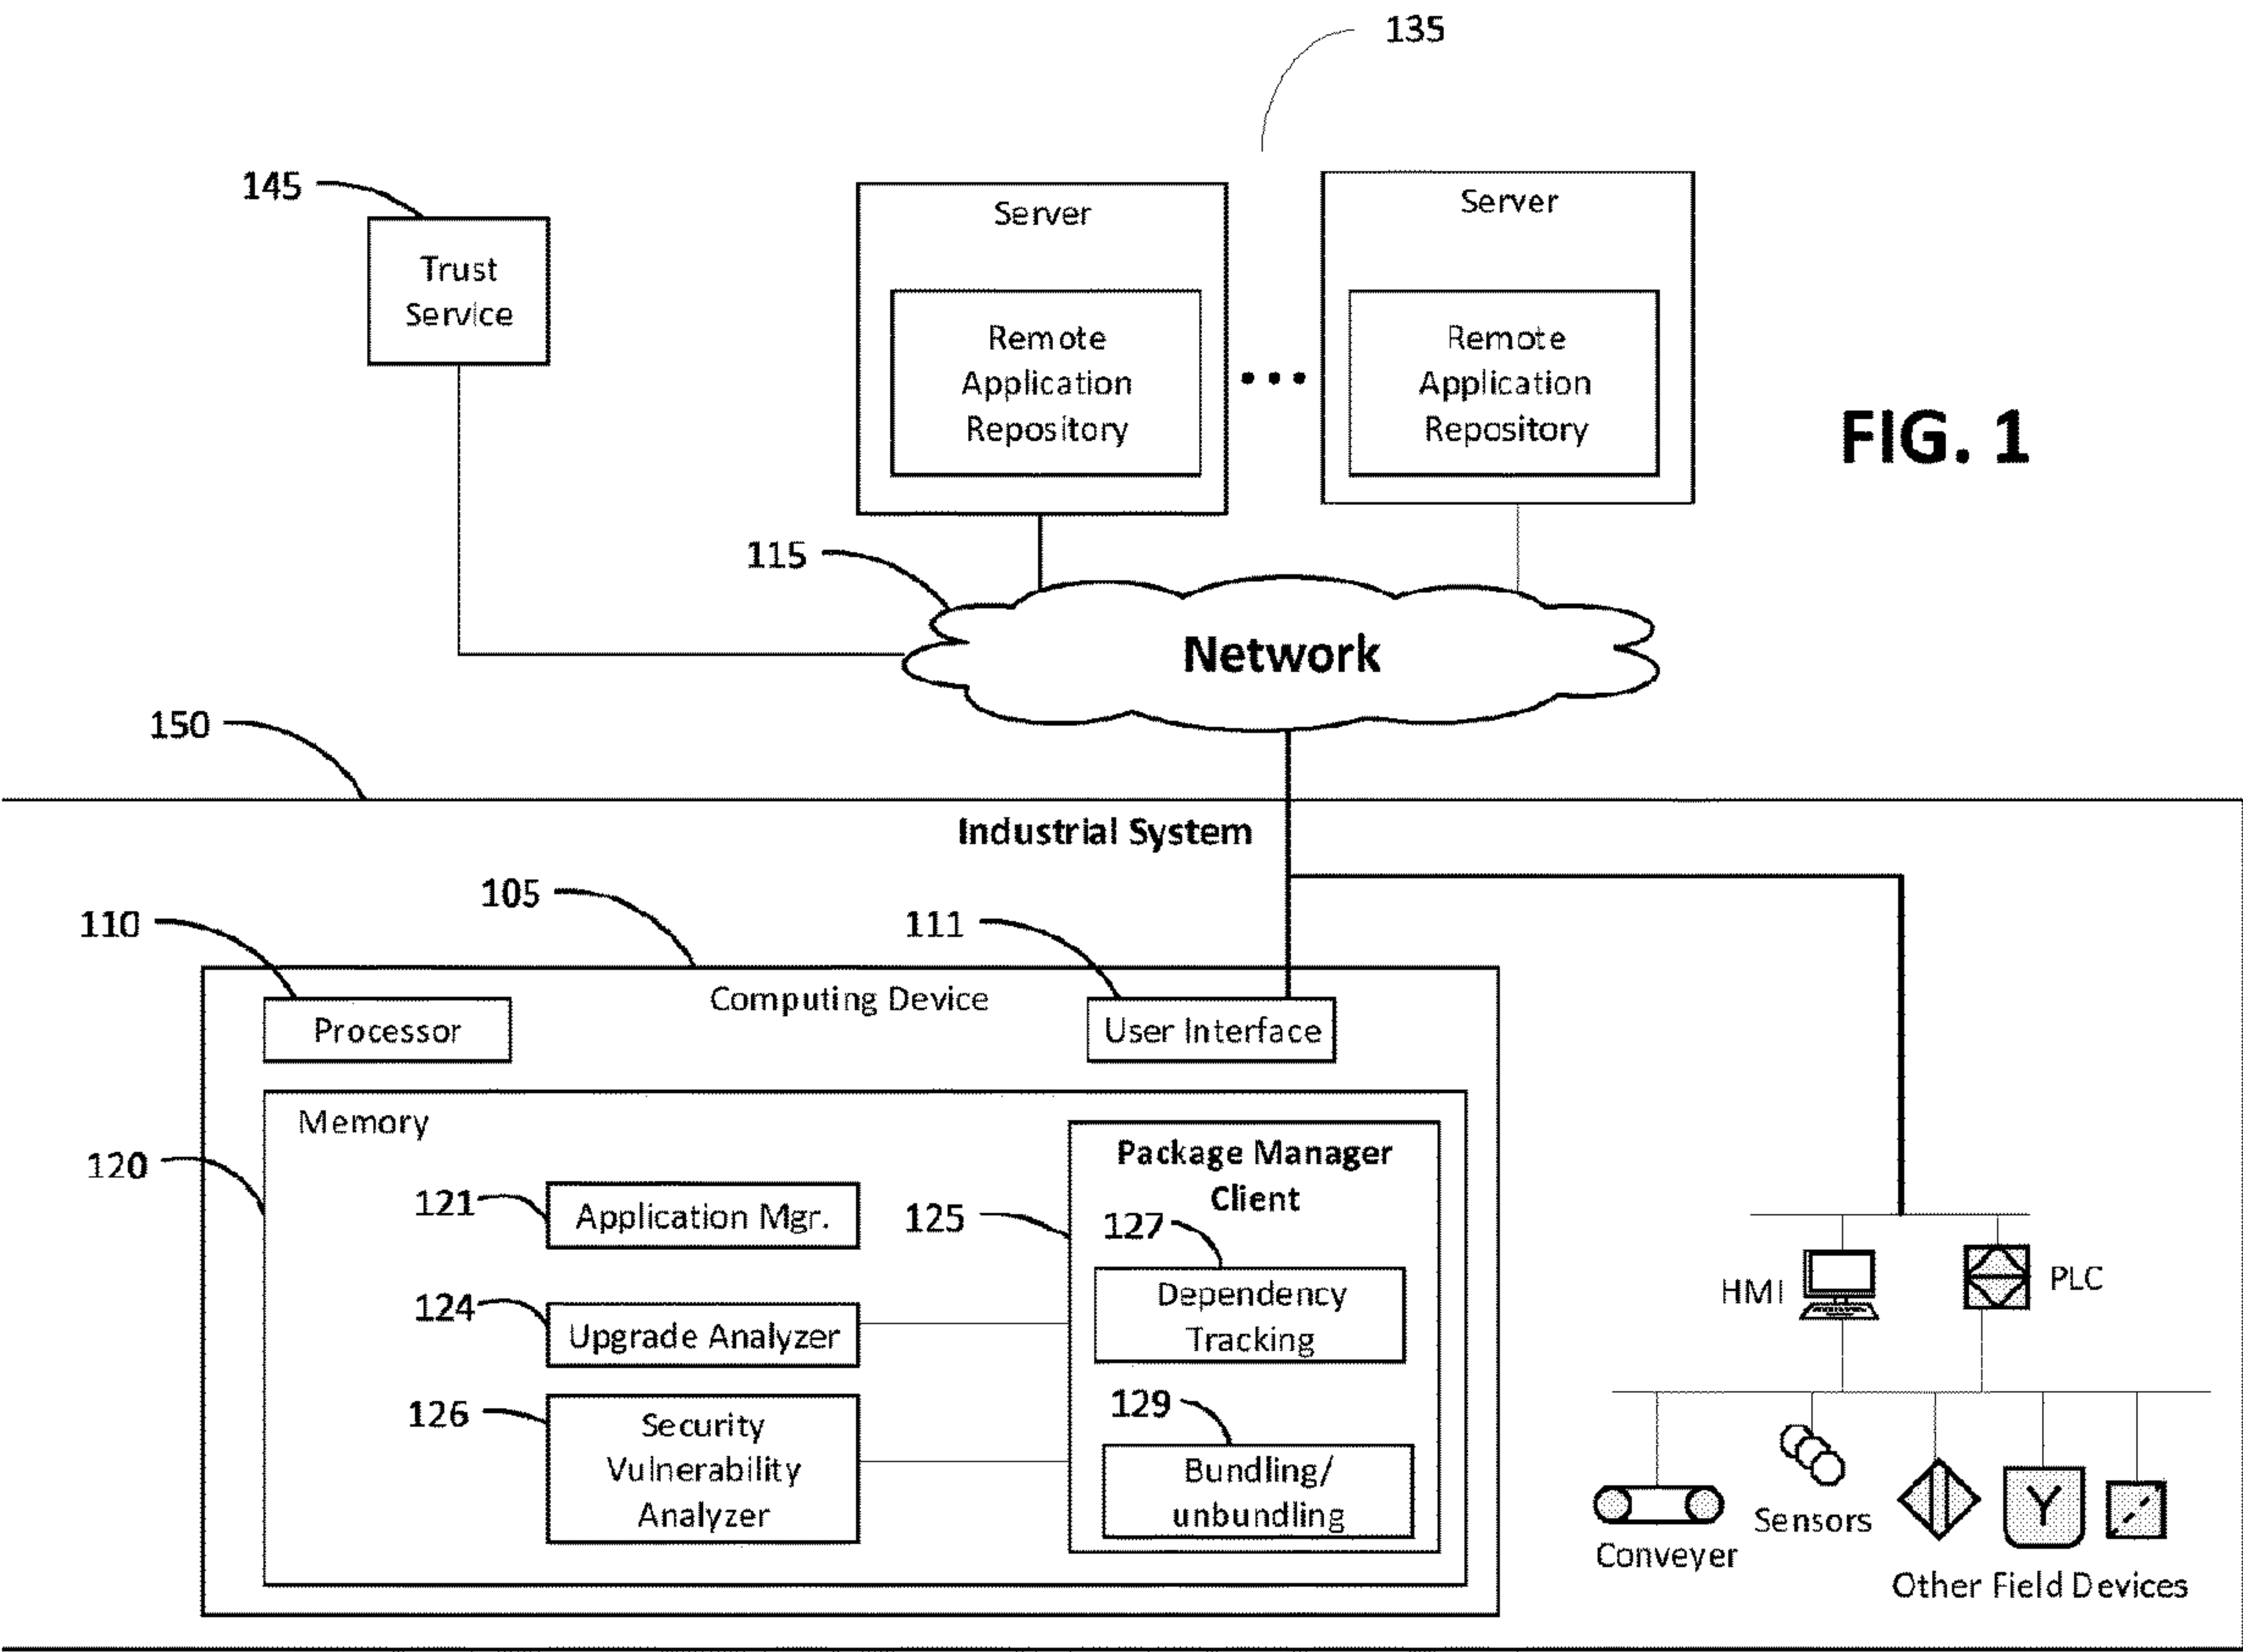 135
145
Trust
Service
Server
Remote
Application
Repository
Server
Remote
Application
Repository
FIG. 1
115
Network
150
Industrial System
105
110
111
Computing Device
Processor
User Interface
Memory
120
Package Manager
Client
121
Application Mgr.
125
127
Dependency
Tracking
124
Upgrade Analyzer
126
Security
Vulnerability
Analyzer
129
Bundling/
unbundling
HMI
PLC
Conveyer
Sensors
Y
Other Field Devices